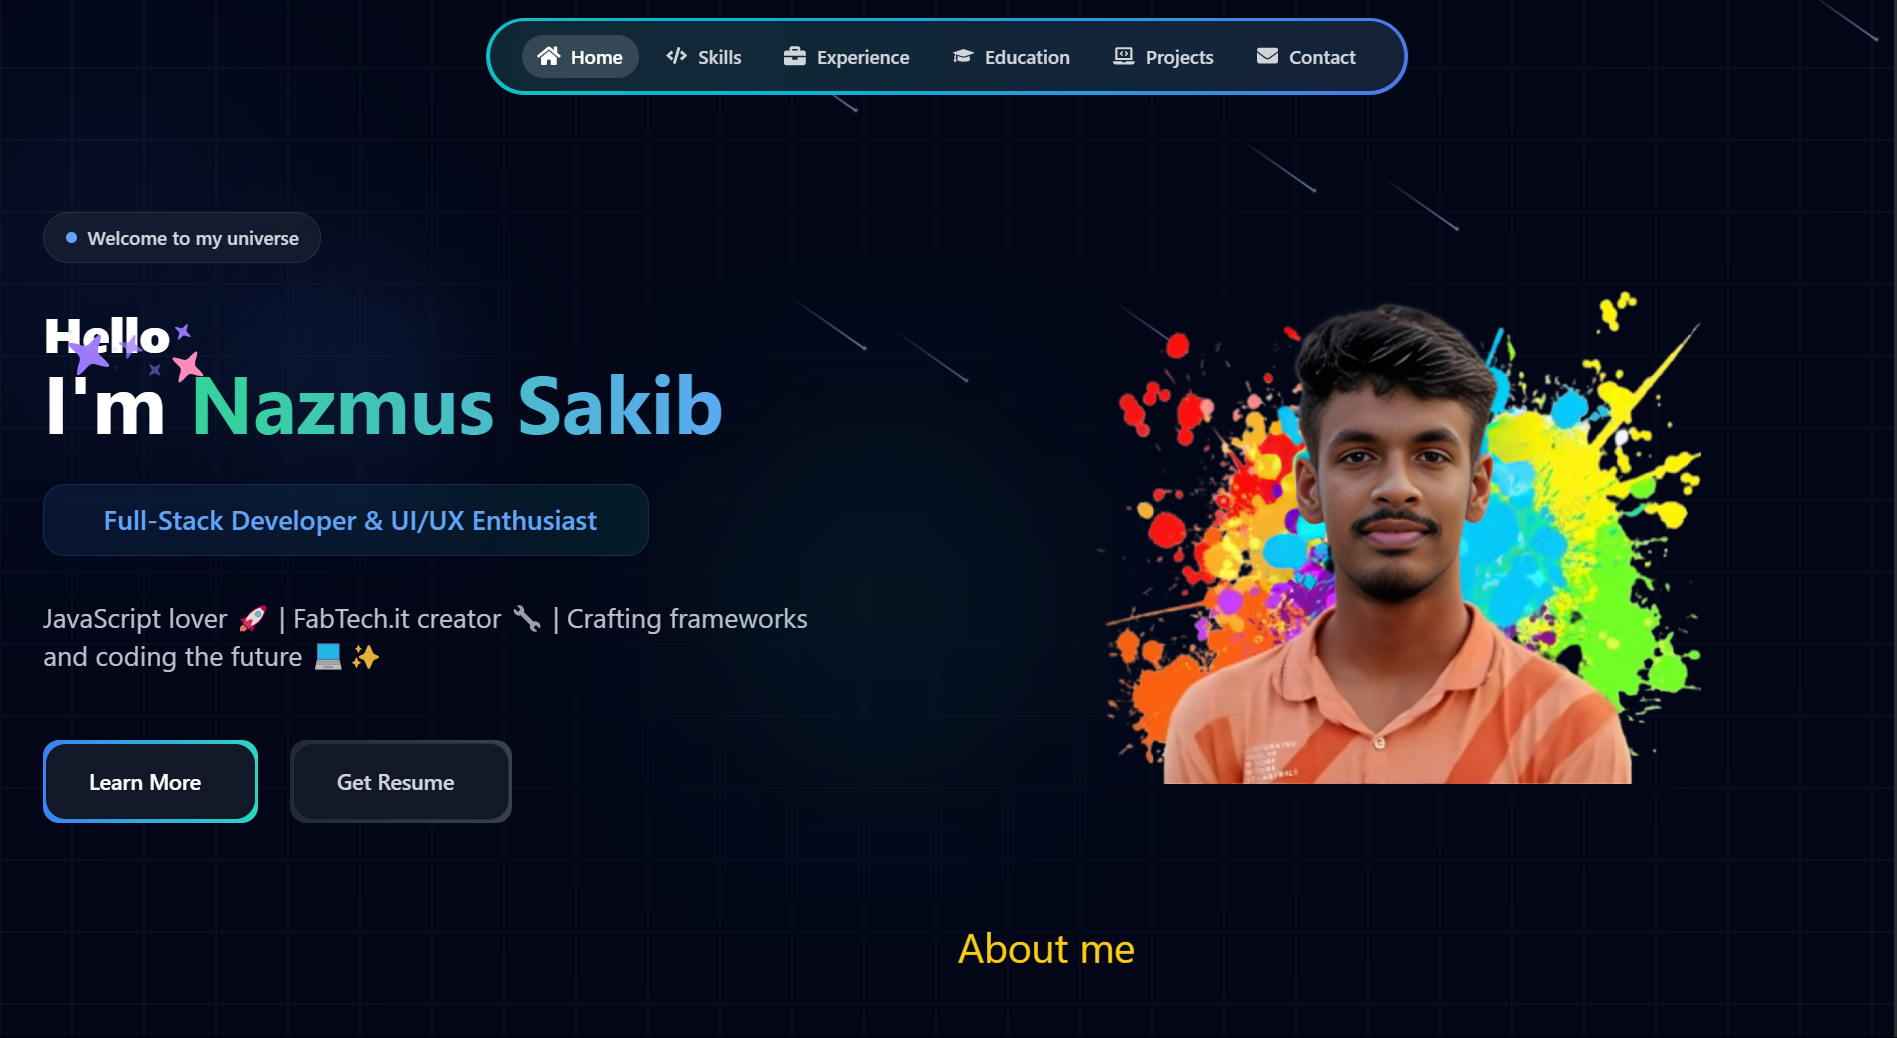 Home Skills Experience Education Projects Contact
Welcome to my universe
Hello
I'm Nazmus Sakib
Full-Stack Developer & UI/UX Enthusiast
JavaScript lover 🚀 | FabTech.it creator 🔧 | Crafting frameworks
and coding the future 💻 ✨
Learn More Get Resume
About me